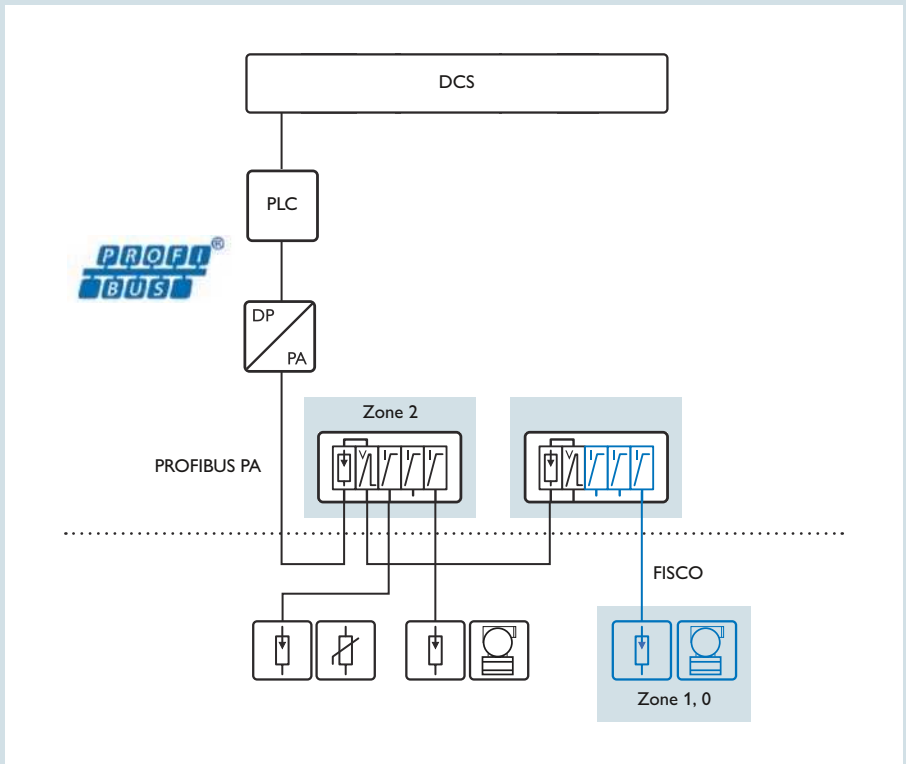 DCS
PLC
PROFI®
BUS
DP
PA
Zone 2
PROFIBUS PA
FISCO
Zone 1, 0